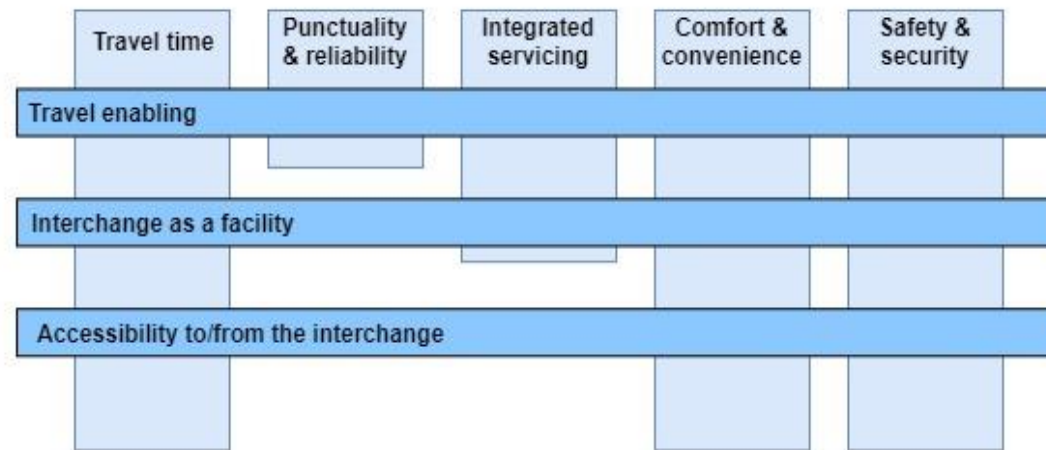 Travel time
Punctuality
& reliability
Integrated
servicing
Comfort &
convenience
Safety &
security
Travel enabling
Interchange as a facility
Accessibility to/from the interchange